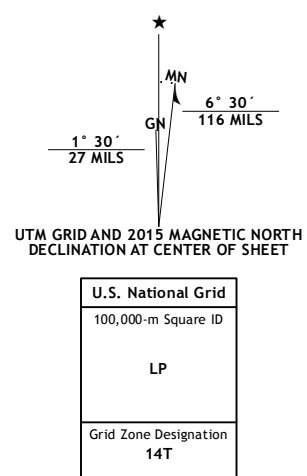 ★
MN
GN
6° 30´
116 MILS
1° 30´
27 MILS
UTM GRID AND 2015 MAGNETIC NORTH
DECLINATION AT CENTER OF SHEET
U.S. National Grid
100,000-m Square ID
LP
Grid Zone Designation
14T